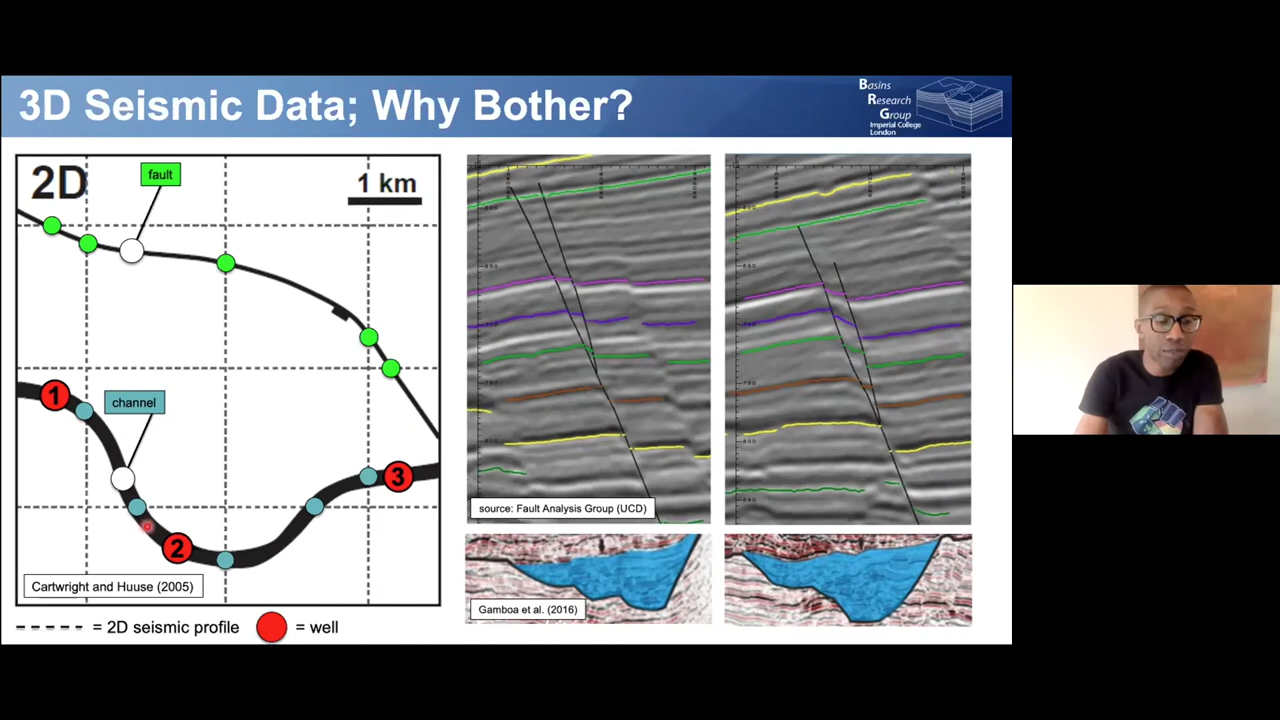 3D Seismic Data; Why Bother?
Basins
Research
Group
Imperial College
London
2D
fault
1 km
1
channel
3
2
Cartwright and Huuse (2005)
source: Fault Analysis Group (UCD)
Gamboa et al. (2016)
= 2D seismic profile
= well